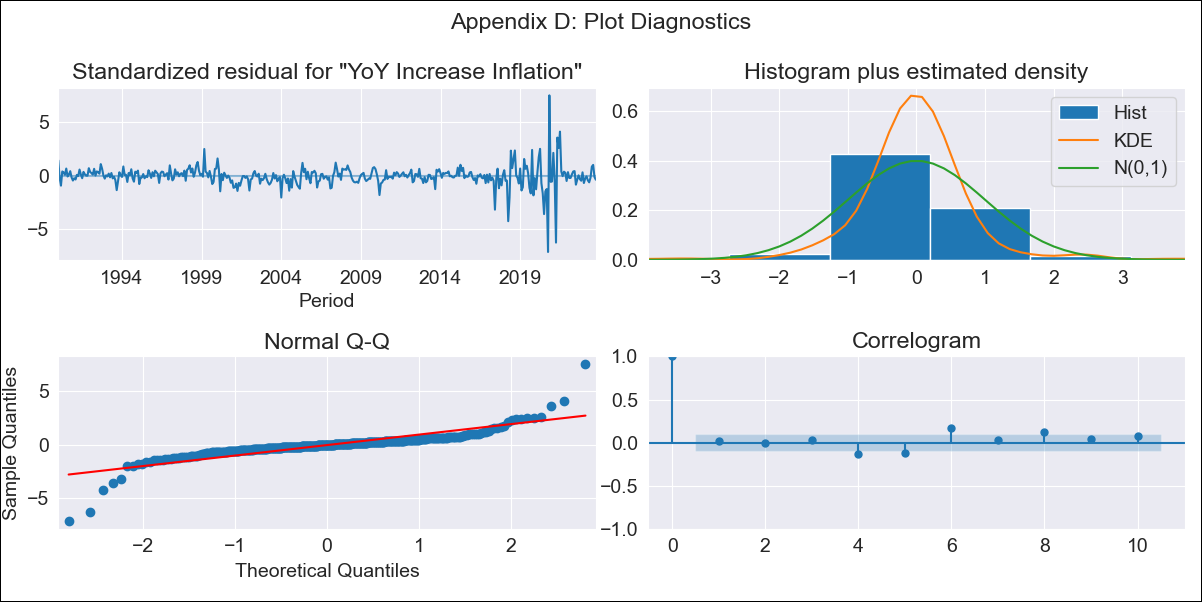 Appendix D: Plot Diagnostics
Standardized residual for "YoY Increase Inflation"
5
0
−5
1994 1999 2004 2009 2014 2019
Period
Histogram plus estimated density
0.6
0.4
0.2
0.0
−3 −2 −1 0 1 2 3
Hist
KDE
N(0,1)
Normal Q-Q
Sample Quantiles
5
0
−5
−2 −1 0 1 2
Theoretical Quantiles
Correlogram
1.0
0.5
0.0
−0.5
−1.0
0 2 4 6 8 10